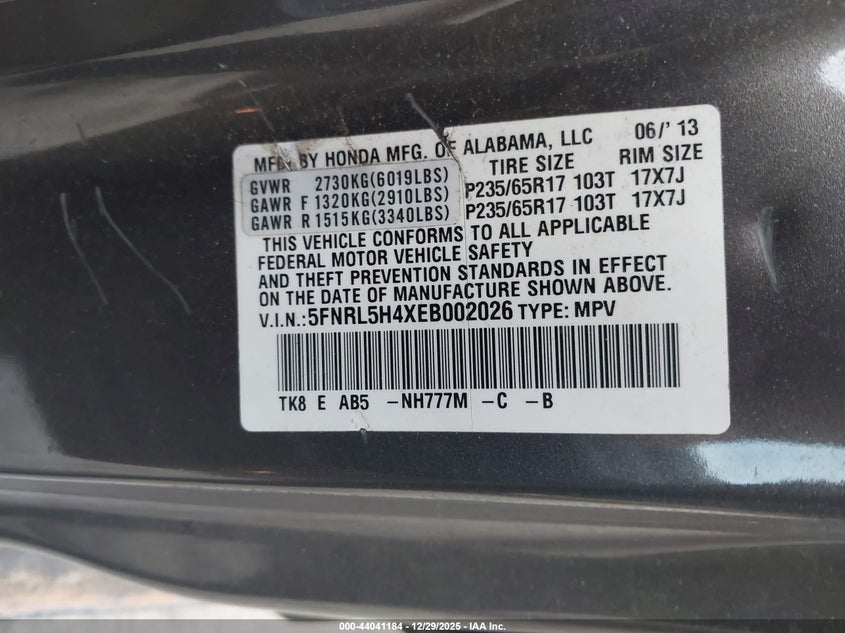 MFD. BY HONDA MFG. OF ALABAMA, LLC 06/'13
TIRE SIZE RIM SIZE
GVWR 2730KG(6019LBS)
GAWR F 1320KG(2910LBS) P235/65R17 103T 17X7J
GAWR R 1515KG(3340LBS) P235/65R17 103T 17X7J
THIS VEHICLE CONFORMS TO ALL APPLICABLE
FEDERAL MOTOR VEHICLE SAFETY
AND THEFT PREVENTION STANDARDS IN EFFECT
ON THE DATE OF MANUFACTURE SHOWN ABOVE.
V.I.N.:5FNRL5H4XEB002026 TYPE: MPV
TK8 E AB5 -NH777M -C -B
000-44041184 - 12/29/2025 - IAA Inc.